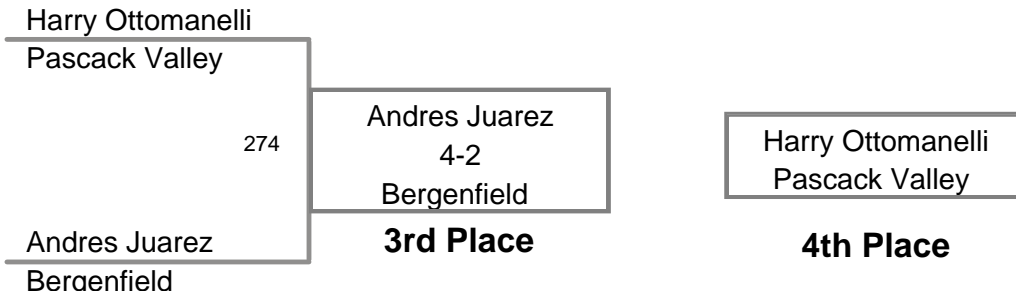 Harry Ottomanelli
Pascack Valley
274
Andres Juarez
Bergenfield
Andres Juarez
4-2
Bergenfield
3rd Place
Harry Ottomanelli
Pascack Valley
4th Place